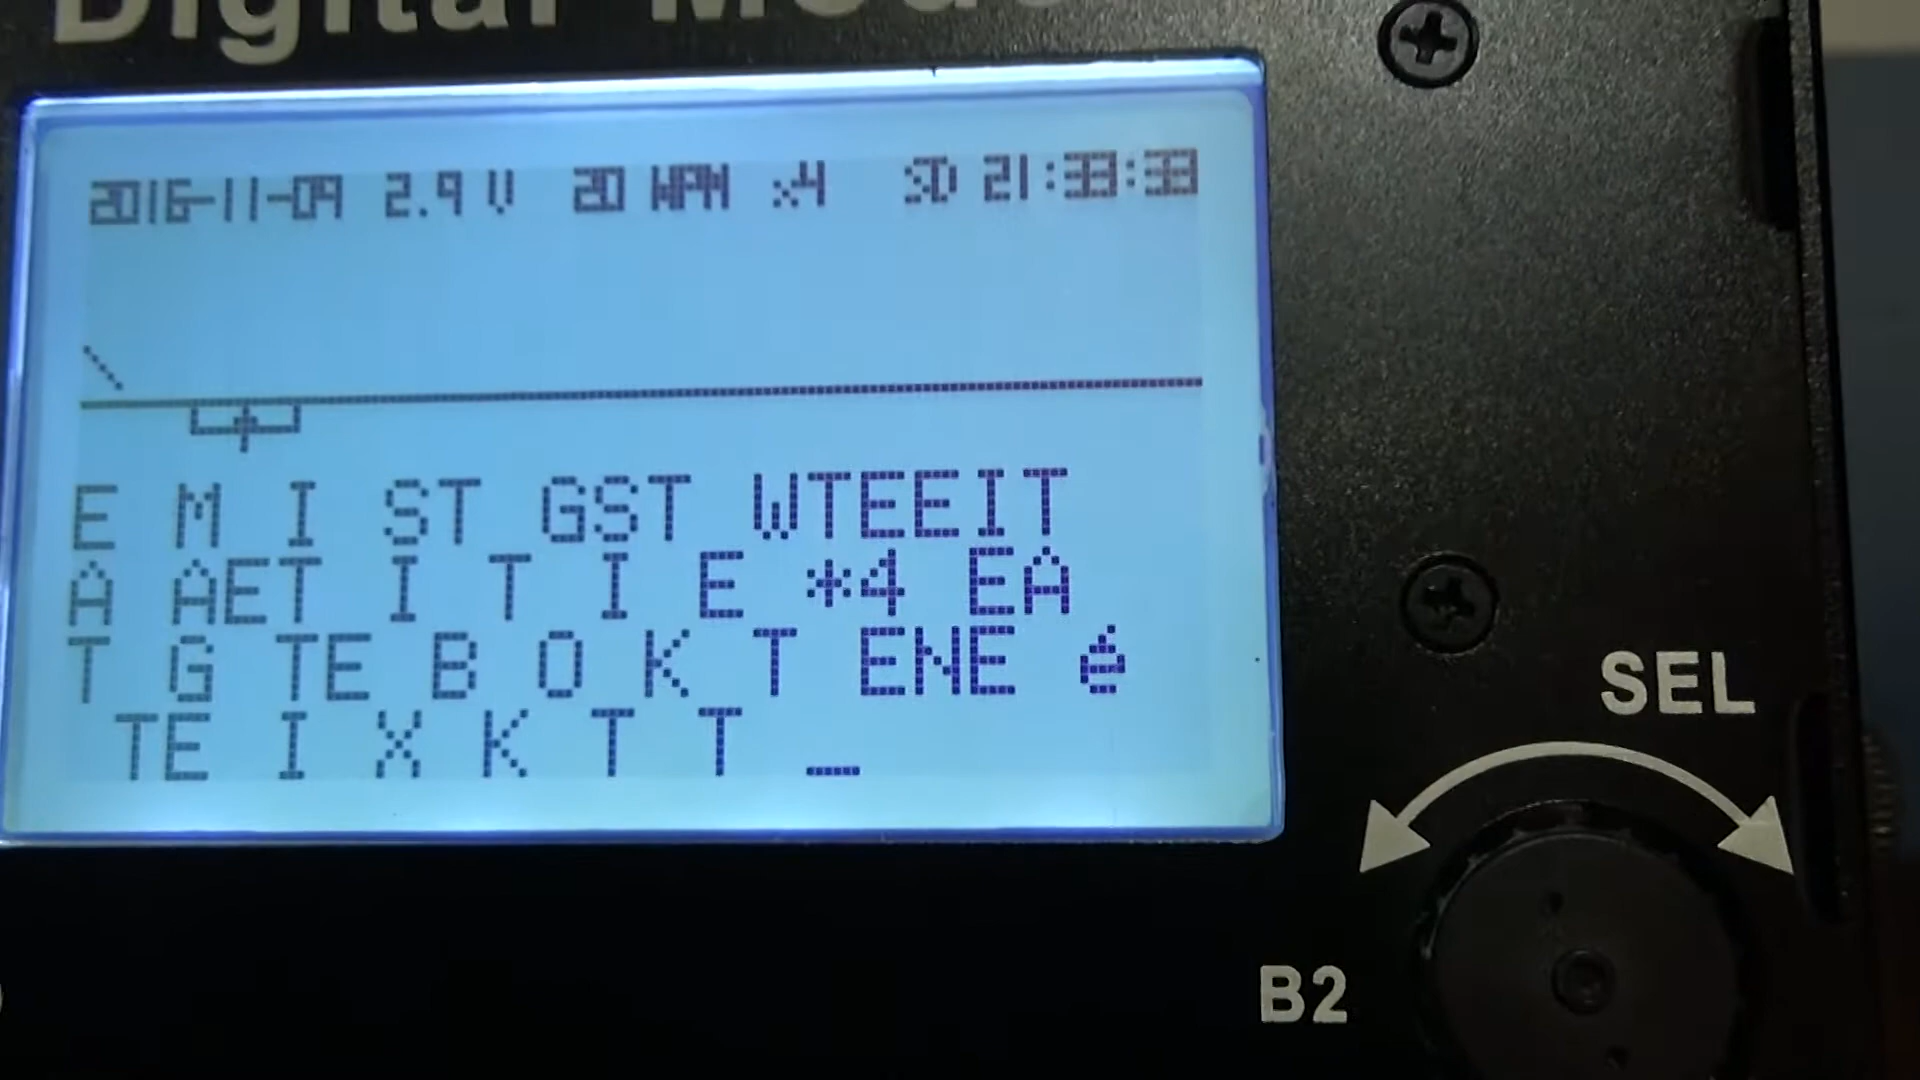 Digital Mode
2016-11-09 2.9 V 20 WPM x4 SD 21:33:33
E M I ST GST WTEEIT
A AET I T I E *4 EA
T G TE B O K T ENE é
TE I X K T T _
SEL
B2